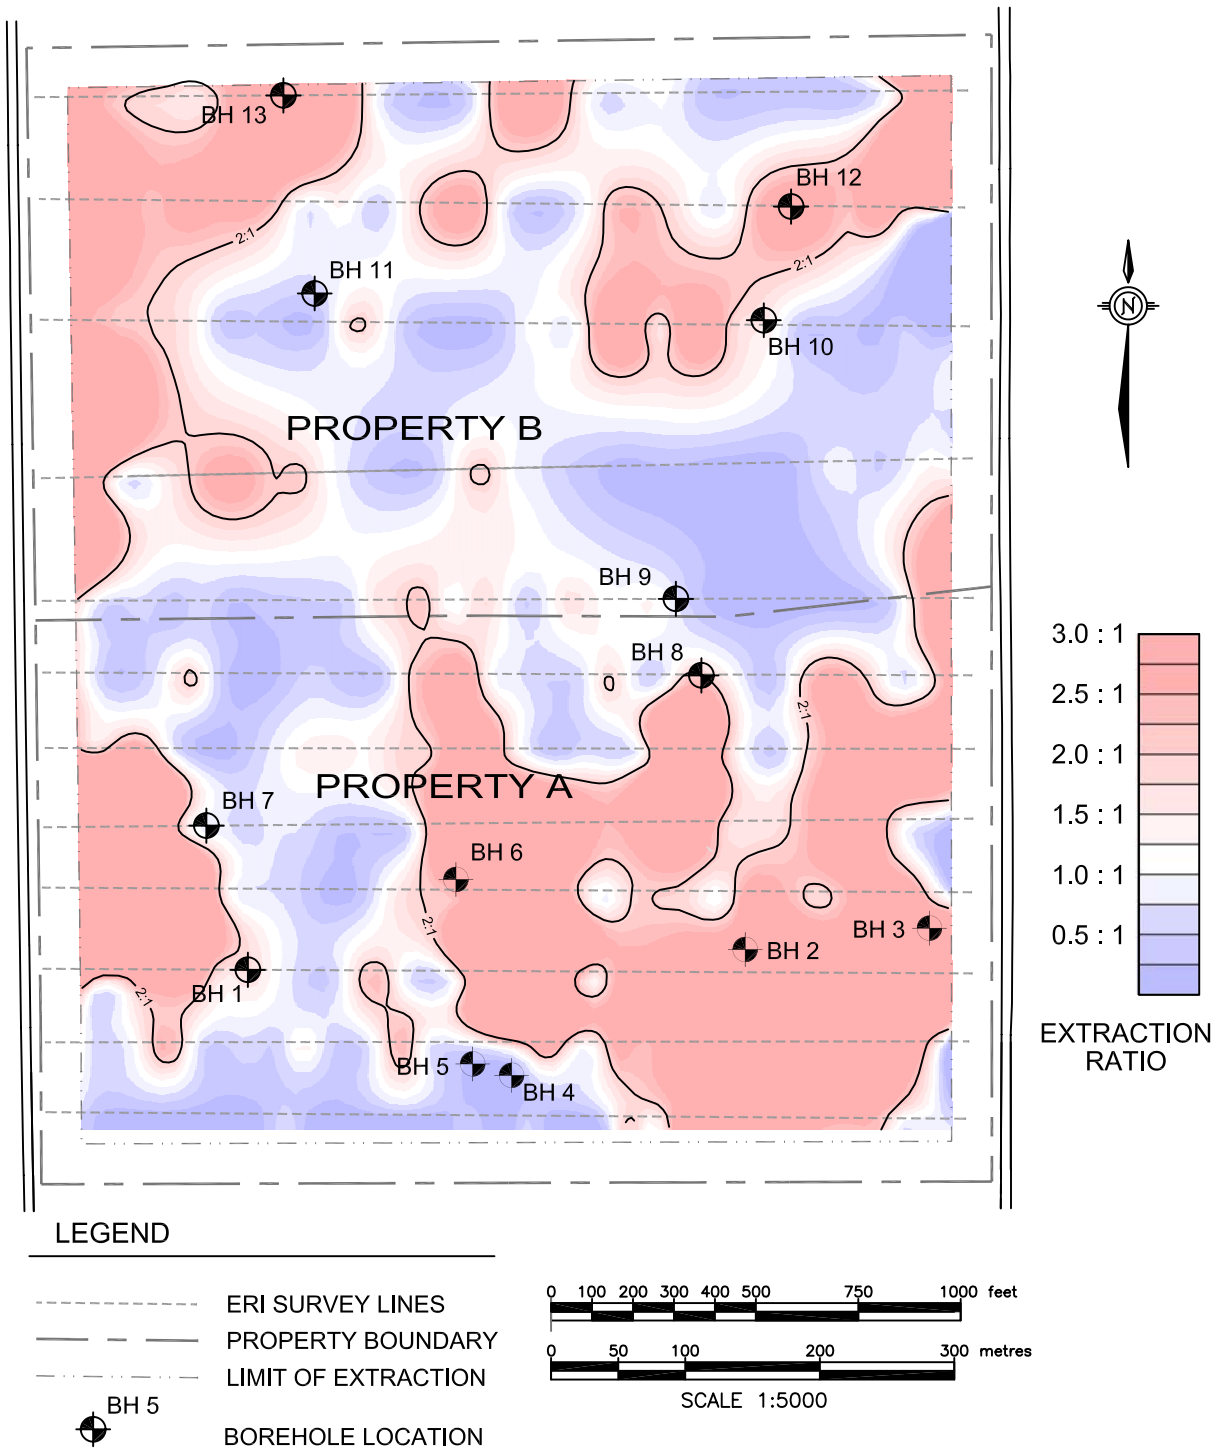 BH 13
BH 12
2:1
BH 11
2:1
N
BH 10
PROPERTY B
BH 9
BH 8
2:1
PROPERTY A
BH 7
BH 6
2:1
BH 3
BH 2
BH 1
2:1
BH 5
BH 4
3.0 : 1
2.5 : 1
2.0 : 1
1.5 : 1
1.0 : 1
0.5 : 1
EXTRACTION
RATIO
LEGEND
ERI SURVEY LINES
PROPERTY BOUNDARY
LIMIT OF EXTRACTION
BH 5
BOREHOLE LOCATION
0 100 200 300 400 500 750 1000 feet
0 50 100 200 300 metres
SCALE 1:5000